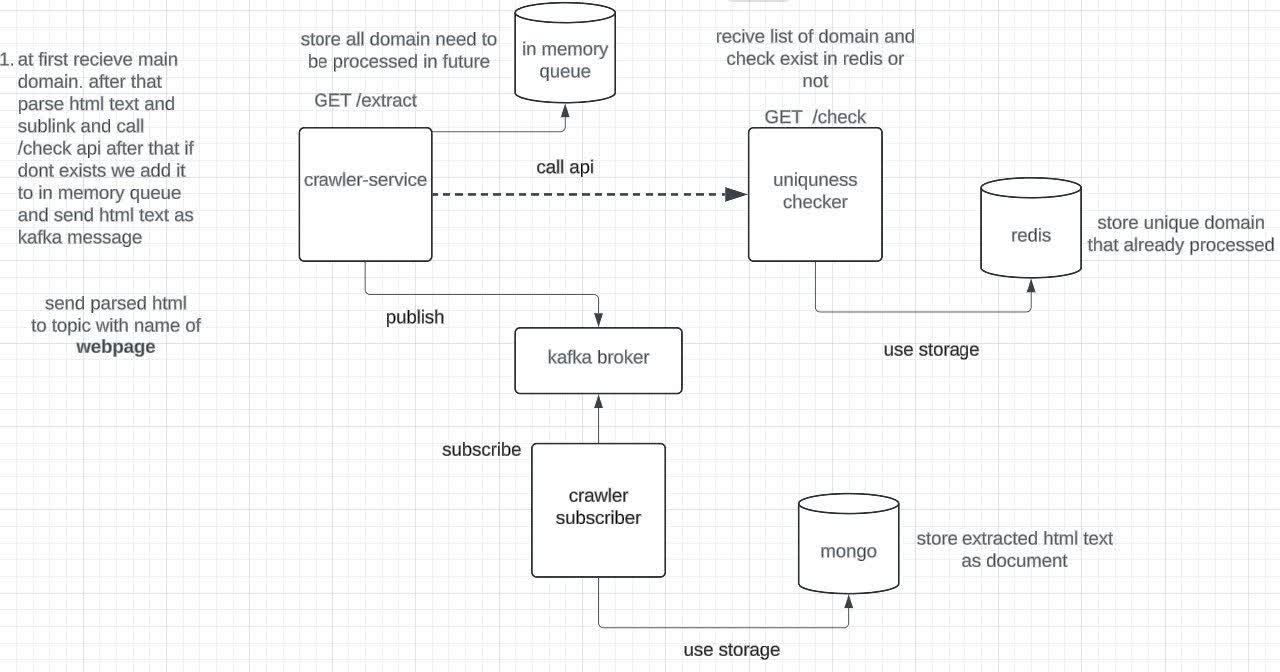 1. at first recieve main
domain. after that
parse html text and
sublink and call
/check api after that if
dont exists we add it
to in memory queue
and send html text as
kafka message
send parsed html
to topic with name of
webpage
store all domain need to
be processed in future
GET /extract
in memory
queue
recive list of domain and
check exist in redis or
not
GET /check
crawler-service
call api
uniquness
checker
redis
store unique domain
that already processed
publish
use storage
kafka broker
subscribe
crawler
subscriber
mongo
store extracted html text
as document
use storage